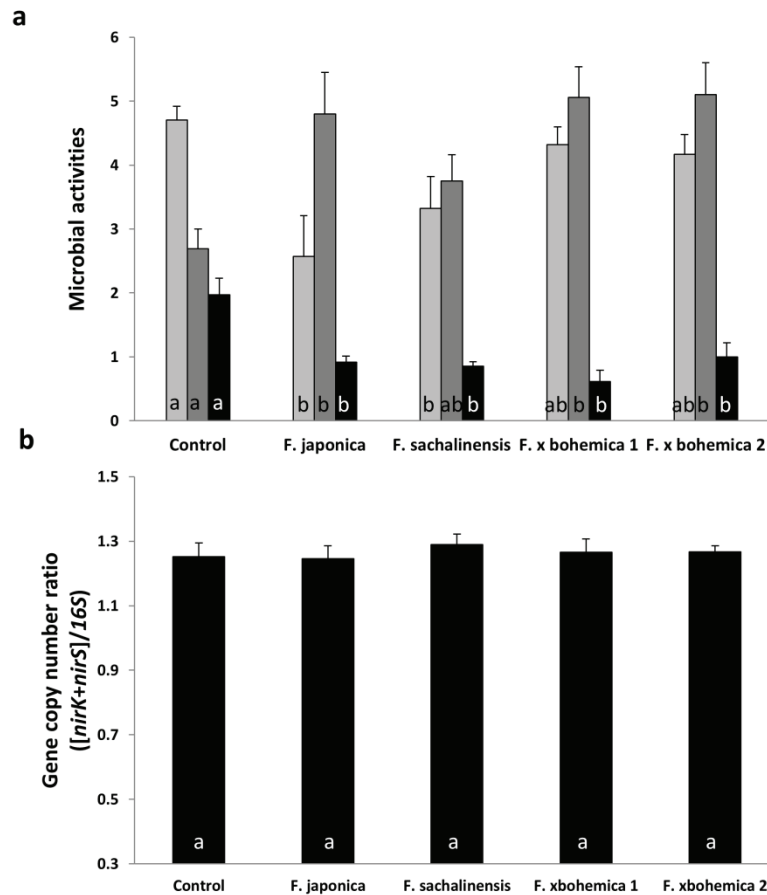 a
6
5
4
3
2
1
0
Microbial activities
a a a
b b b
b ab b
ab b b
ab b b
Control F. japonica F. sachalinensis F. x bohemica 1 F. x bohemica 2
b
1.5
1.3
1.1
0.9
0.7
0.5
0.3
Gene copy number ratio
([nirK+nirS]/16S)
a a a a a
Control F. japonica F. sachalinensis F. xbohemica 1 F. xbohemica 2